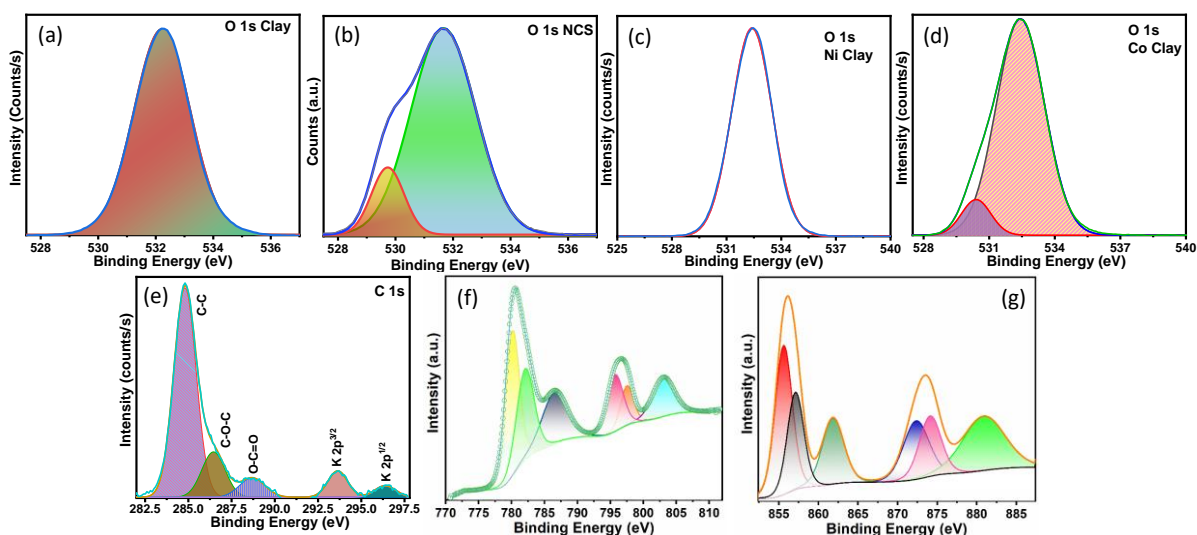 (a)
O 1s Clay
Intensity (Counts/s)
528 530 532 534 536
Binding Energy (eV)
(b)
O 1s NCS
Counts (a.u.)
528 530 532 534 536
Binding Energy (eV)
(c)
O 1s
Ni Clay
Intensity (Counts/s)
525 528 531 534 537 540
Binding Energy (eV)
(d)
O 1s
Co Clay
Intensity (Counts/s)
528 531 534 537 540
Binding Energy (eV)
(e)
C 1s
C-C
C-O-C
O-C=O
K 2p3/2
K 2p1/2
Intensity (counts/s)
282.5 285.0 287.5 290.0 292.5 295.0 297.5
Binding Energy (eV)
(f)
Intensity (a.u.)
770 775 780 785 790 795 800 805 810
Binding Energy (eV)
(g)
Intensity (a.u.)
855 860 865 870 875 880 885
Binding Energy (eV)